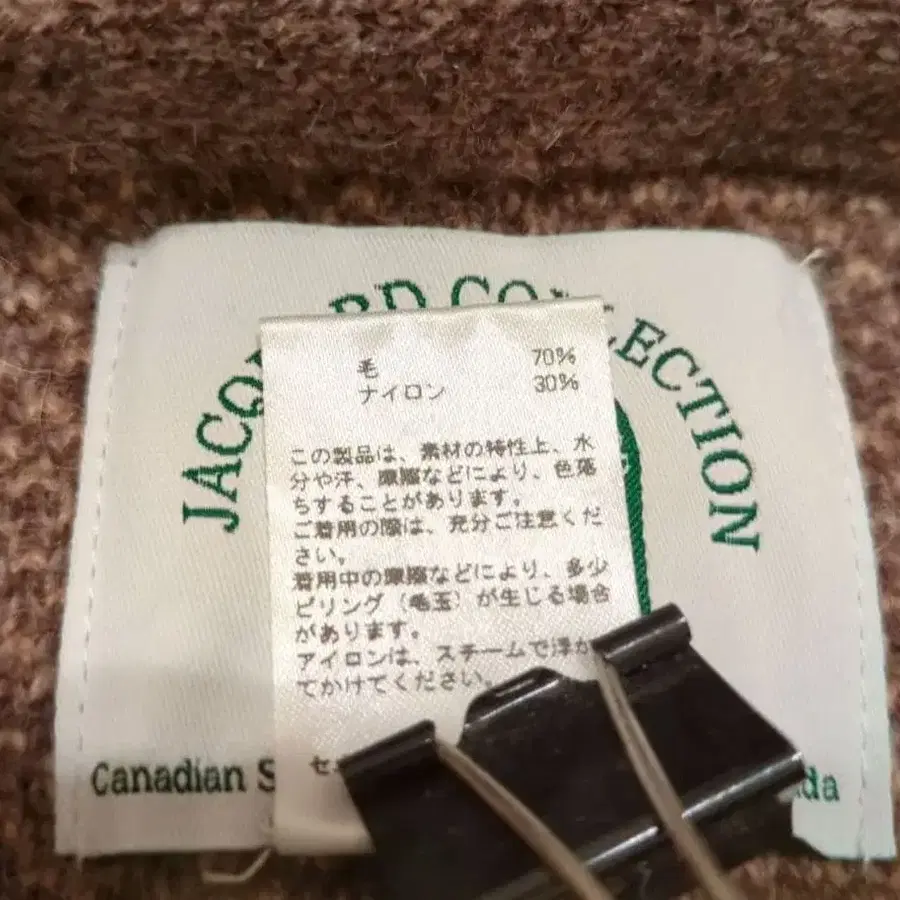 JACQ RD COLLECTION
毛 70%
ナイロン 30%
この製品は、素材の特性上、水
分や汗、摩擦などにより、色落
ちすることがあります。
ご着用の際は、充分ご注意くだ
さい。
着用中の摩擦などにより、多少
ピリング（毛玉）が生じる場合
があります。
アイロンは、スチームで浮か
てかけてください。
Canadian S